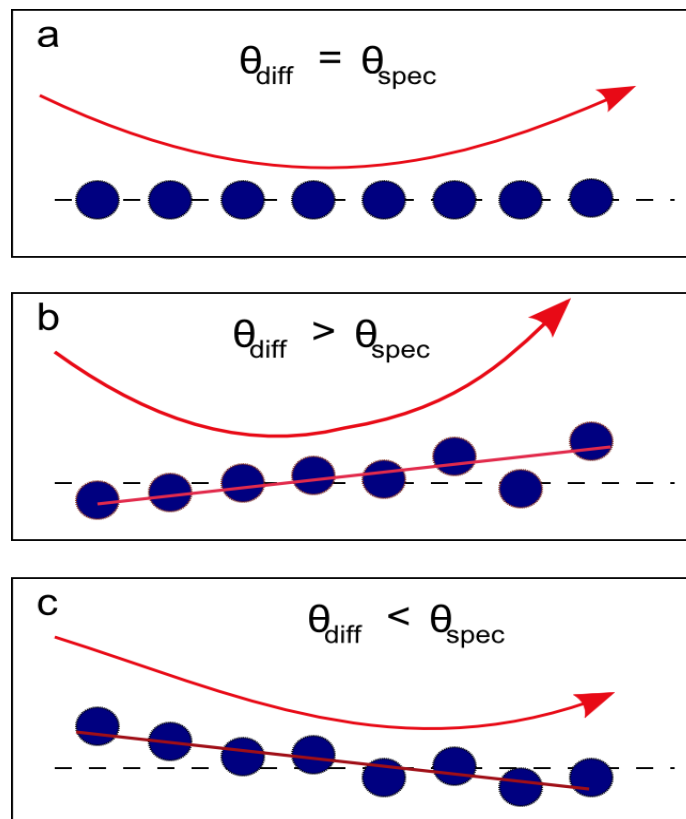 a
θdiff = θspec
b
θdiff > θspec
c
θdiff < θspec